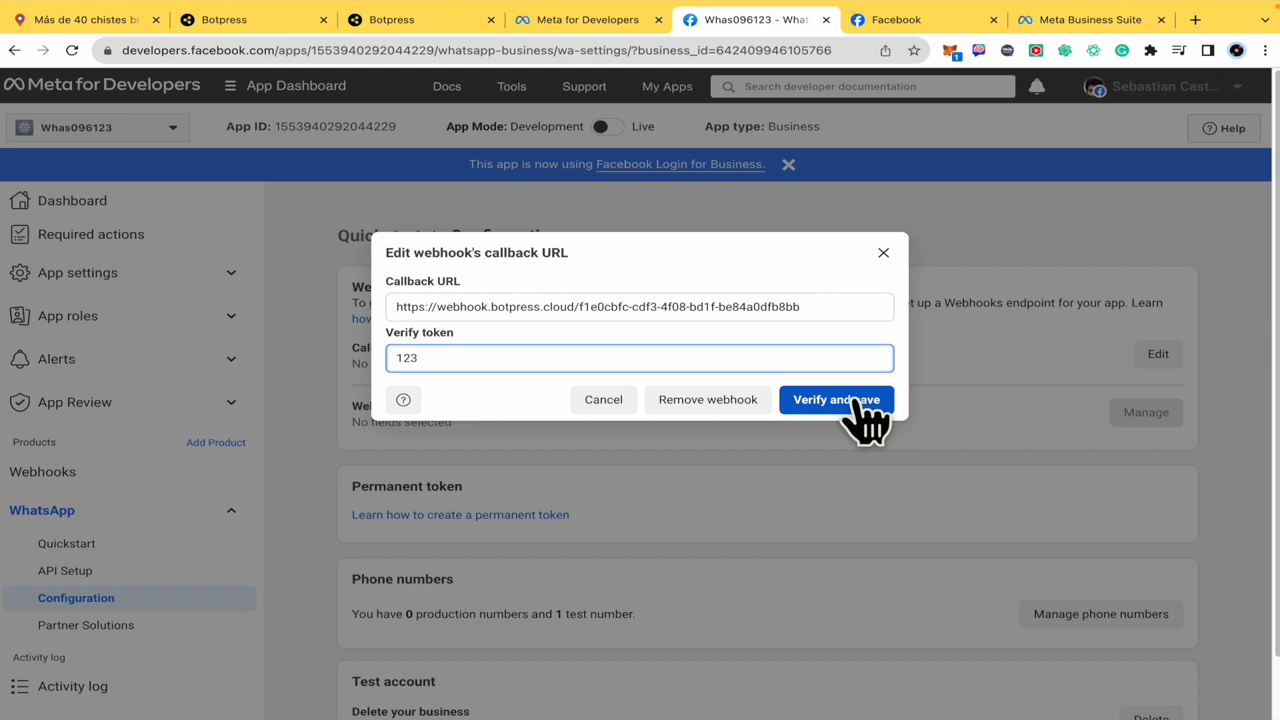 Más de 40 chistes br
Botpress
Botpress
Meta for Developers
Whas096123 - What
Facebook
Meta Business Suite
developers.facebook.com/apps/1553940292044229/whatsapp-business/wa-settings/?business_id=642409946105766
1
Meta for Developers
App Dashboard
Docs
Tools
Support
My Apps
Search developer documentation
Sebastian Cast...
Whas096123
App ID: 1553940292044229
App Mode: Development
Live
App type: Business
Help
This app is now using Facebook Login for Business.
Dashboard
Required actions
App settings
App roles
Alerts
App Review
Products
Add Product
Webhooks
WhatsApp
Quickstart
API Setup
Configuration
Partner Solutions
Activity log
Activity log
Edit webhook's callback URL
Callback URL
https://webhook.botpress.cloud/f1e0cbfc-cdf3-4f08-bd1f-be84a0dfb8bb
Verify token
123
Cancel
Remove webhook
Verify and save
et up a Webhooks endpoint for your app. Learn
how
No
Edit
No fields selected
Manage
Permanent token
Learn how to create a permanent token
Phone numbers
You have 0 production numbers and 1 test number.
Manage phone numbers
Test account
Delete your business
Delete